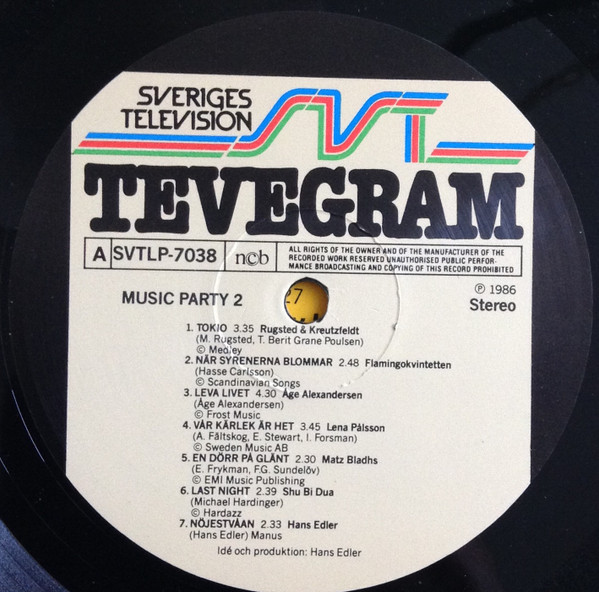 SVERIGES
TELEVISION
SVT
TEVEGRAM
A SVTLP-7038 ncb ALL RIGHTS OF THE OWNER AND OF THE MANUFACTURER OF THE
RECORDED WORK RESERVED UNAUTHORISED PUBLIC PERFOR-
MANCE BROADCASTING AND COPYING OF THIS RECORD PROHIBITED
MUSIC PARTY 2
27
℗ 1986
Stereo
1. TOKIO 3.35 Rugsted & Kreutzfeldt
(M. Rugsted, T. Berit Grane Poulsen)
© Medley
2. NÄR SYRENERNA BLOMMAR 2.48 Flamingokvintetten
(Hasse Carlsson)
© Scandinavian Songs
3. LEVA LIVET 4.30 Åge Alexandersen
(Åge Alexandersen)
© Frost Music
4. VÅR KÄRLEK ÄR HET 3.45 Lena Pålsson
(A. Fältskog, E. Stewart, I. Forsman)
© Sweden Music AB
5. EN DÖRR PÅ GLÄNT 2.30 Matz Bladhs
(E. Frykman, F.G. Sundelöv)
© EMI Music Publishing
6. LAST NIGHT 2.39 Shu Bi Dua
(Michael Hardinger)
© Hardazz
7. NÖJESTVÅAN 2.33 Hans Edler
(Hans Edler) Manus
Idé och produktion: Hans Edler